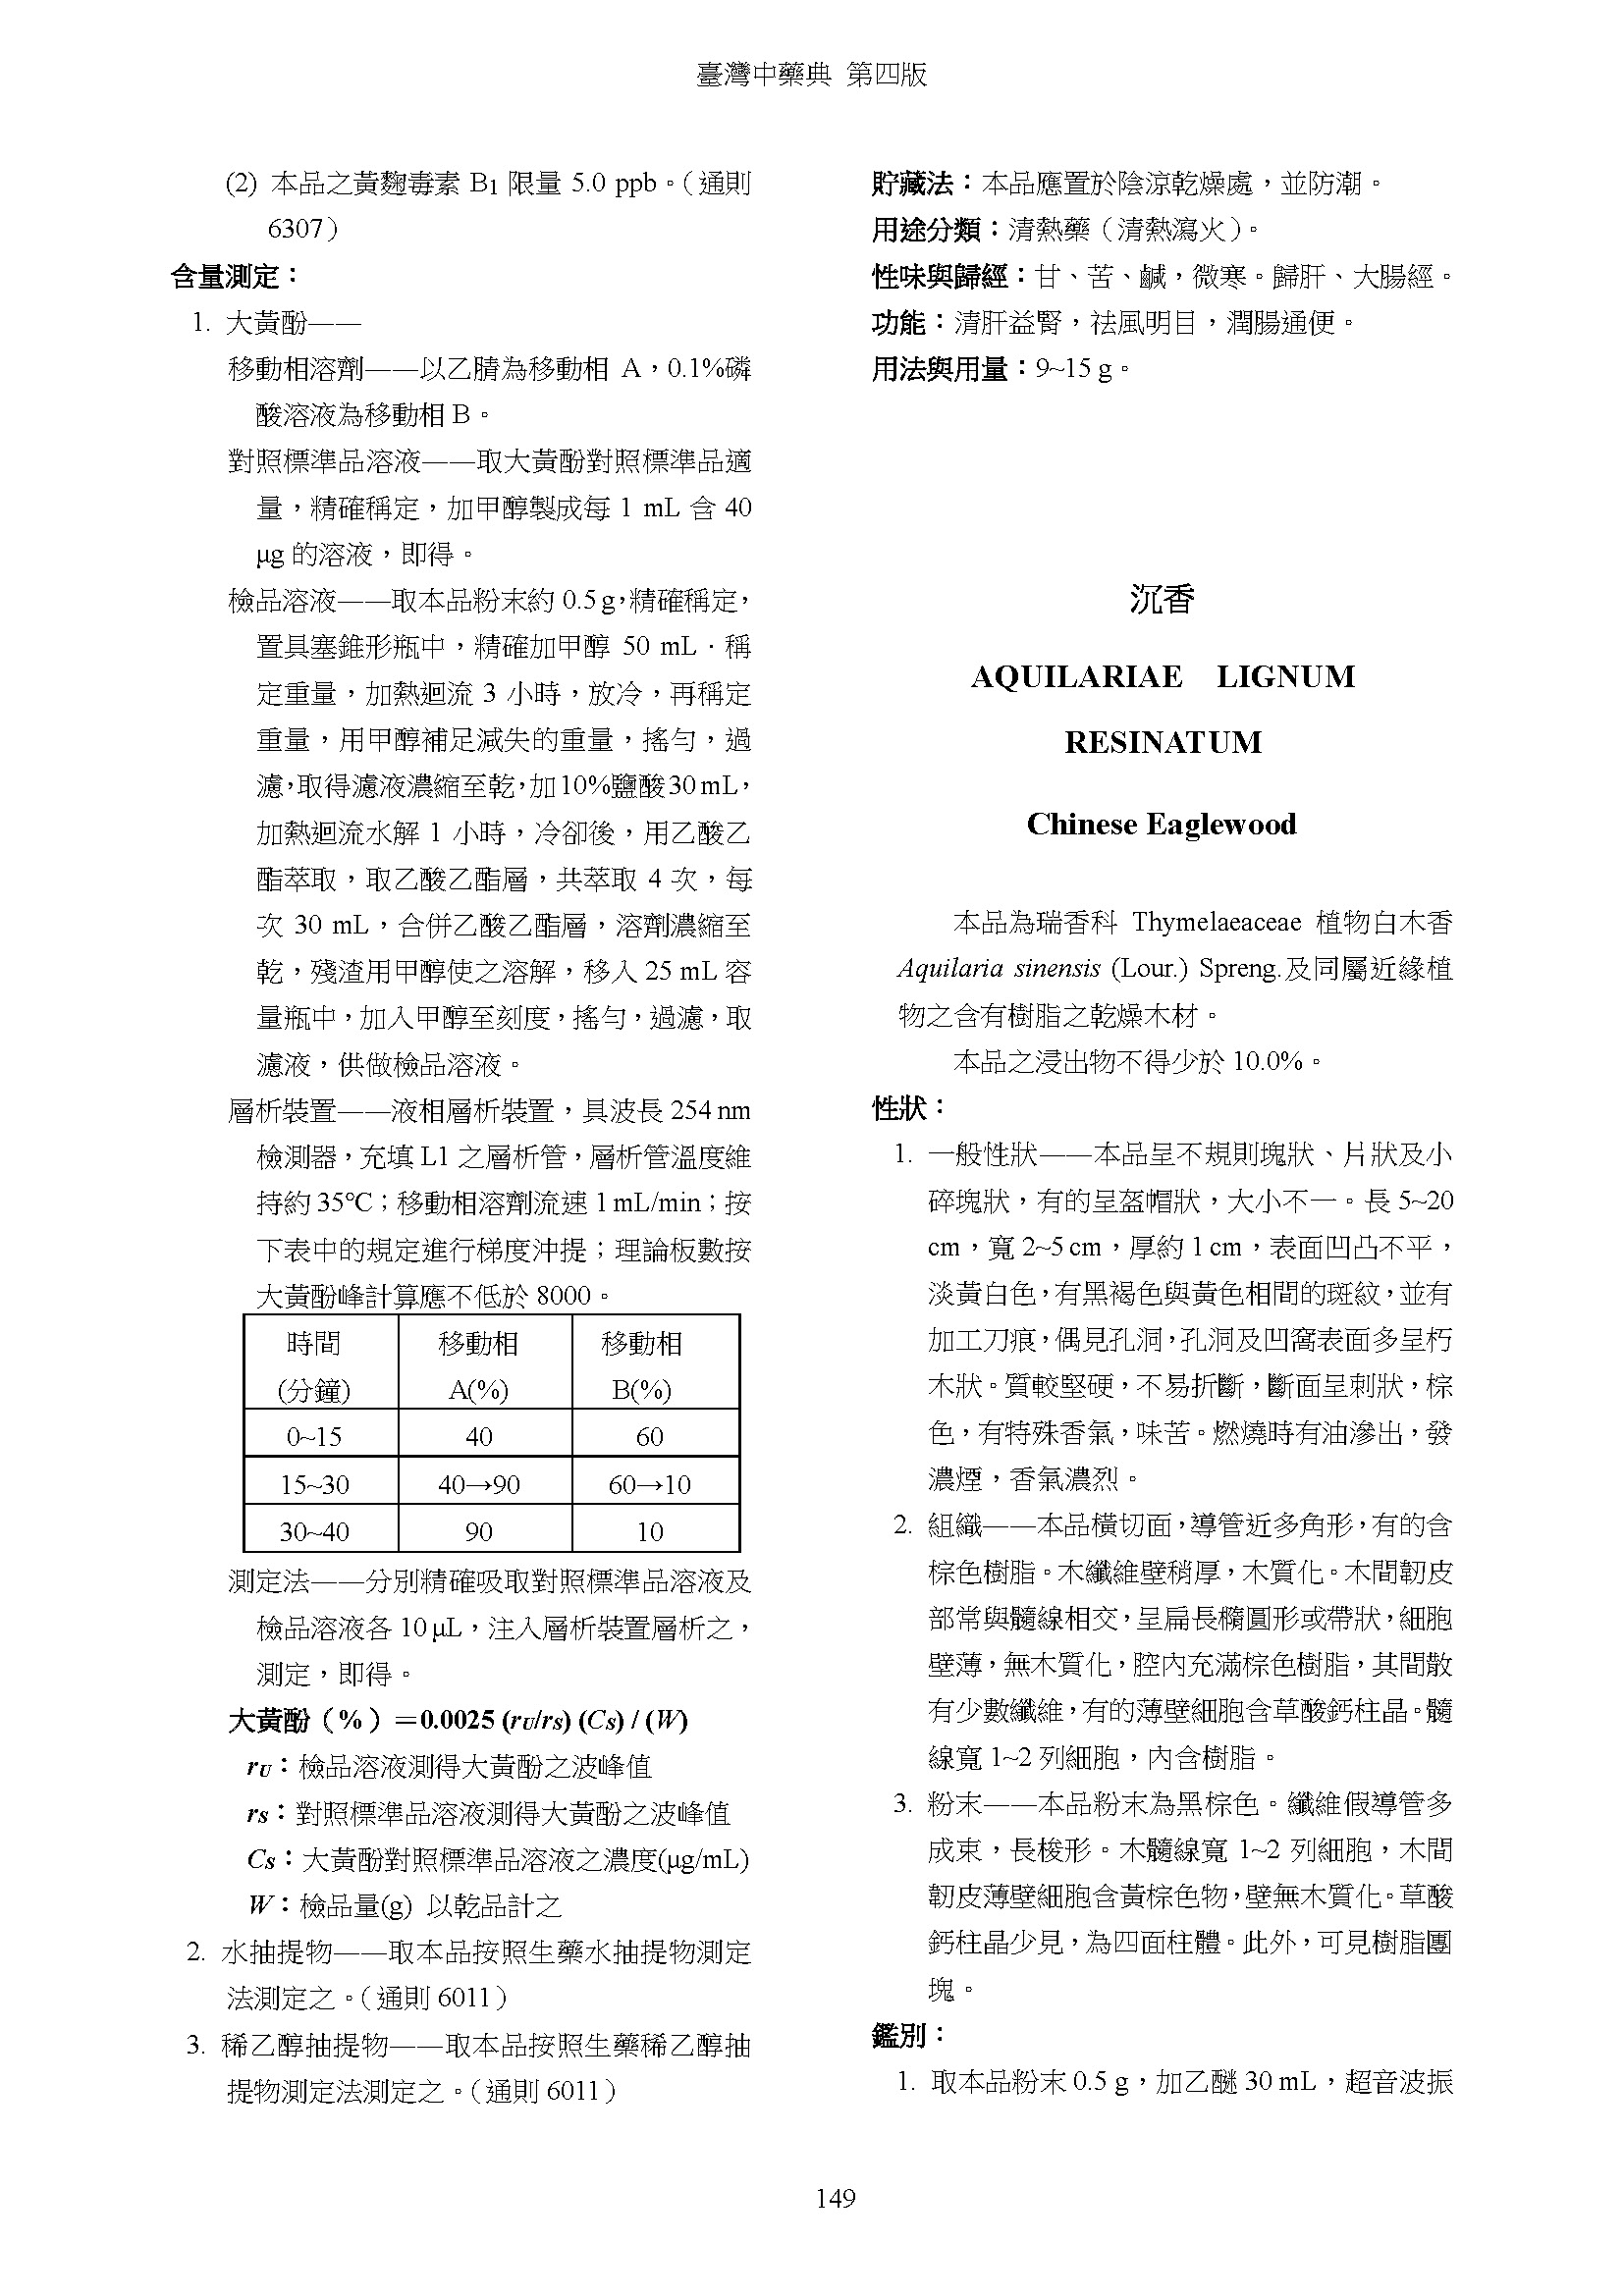 臺灣中藥典 第四版
(2) 本品之黃麴毒素 B1 限量 5.0 ppb。（通則
6307）
含量測定：
1. 大黃酚——
移動相溶劑——以乙腈為移動相 A，0.1%磷
酸溶液為移動相 B。
對照標準品溶液——取大黃酚對照標準品適
量，精確稱定，加甲醇製成每 1 mL 含 40
μg 的溶液，即得。
檢品溶液——取本品粉末約 0.5 g，精確稱定，
置具塞錐形瓶中，精確加甲醇 50 mL．稱
定重量，加熱迴流 3 小時，放冷，再稱定
重量，用甲醇補足減失的重量，搖勻，過
濾，取得濾液濃縮至乾，加 10%鹽酸 30 mL，
加熱迴流水解 1 小時，冷卻後，用乙酸乙
酯萃取，取乙酸乙酯層，共萃取 4 次，每
次 30 mL，合併乙酸乙酯層，溶劑濃縮至
乾，殘渣用甲醇使之溶解，移入 25 mL 容
量瓶中，加入甲醇至刻度，搖勻，過濾，取
濾液，供做檢品溶液。
層析裝置——液相層析裝置，具波長 254 nm
檢測器，充填 L1 之層析管，層析管溫度維
持約 35℃；移動相溶劑流速 1 mL/min；按
下表中的規定進行梯度沖提；理論板數按
大黃酚峰計算應不低於 8000。
時間 移動相 移動相
(分鐘) A(%) B(%)
0~15 40 60
15~30 40→90 60→10
30~40 90 10
測定法——分別精確吸取對照標準品溶液及
檢品溶液各 10 μL，注入層析裝置層析之，
測定，即得。
大黃酚（%）＝0.0025 (rU/rS) (CS) / (W)
rU：檢品溶液測得大黃酚之波峰值
rS：對照標準品溶液測得大黃酚之波峰值
CS：大黃酚對照標準品溶液之濃度(μg/mL)
W：檢品量(g) 以乾品計之
2. 水抽提物——取本品按照生藥水抽提物測定
法測定之。（通則 6011）
3. 稀乙醇抽提物——取本品按照生藥稀乙醇抽
提物測定法測定之。（通則 6011）
貯藏法：本品應置於陰涼乾燥處，並防潮。
用途分類：清熱藥（清熱瀉火）。
性味與歸經：甘、苦、鹹，微寒。歸肝、大腸經。
功能：清肝益腎，祛風明目，潤腸通便。
用法與用量：9~15 g。
沉香
AQUILARIAE LIGNUM
RESINATUM
Chinese Eaglewood
本品為瑞香科 Thymelaeaceae 植物白木香
Aquilaria sinensis (Lour.) Spreng.及同屬近緣植
物之含有樹脂之乾燥木材。
本品之浸出物不得少於 10.0%。
性狀：
1. 一般性狀——本品呈不規則塊狀、片狀及小
碎塊狀，有的呈盔帽狀，大小不一。長 5~20
cm，寬 2~5 cm，厚約 1 cm，表面凹凸不平，
淡黃白色，有黑褐色與黃色相間的斑紋，並有
加工刀痕，偶見孔洞，孔洞及凹窩表面多呈朽
木狀。質較堅硬，不易折斷，斷面呈刺狀，棕
色，有特殊香氣，味苦。燃燒時有油滲出，發
濃煙，香氣濃烈。
2. 組織——本品橫切面，導管近多角形，有的含
棕色樹脂。木纖維壁稍厚，木質化。木間韌皮
部常與髓線相交，呈扁長橢圓形或帶狀，細胞
壁薄，無木質化，腔內充滿棕色樹脂，其間散
有少數纖維，有的薄壁細胞含草酸鈣柱晶。髓
線寬 1~2 列細胞，內含樹脂。
3. 粉末——本品粉末為黑棕色。纖維假導管多
成束，長梭形。木髓線寬 1~2 列細胞，木間
韌皮薄壁細胞含黃棕色物，壁無木質化。草酸
鈣柱晶少見，為四面柱體。此外，可見樹脂團
塊。
鑑別：
1. 取本品粉末 0.5 g，加乙醚 30 mL，超音波振
149